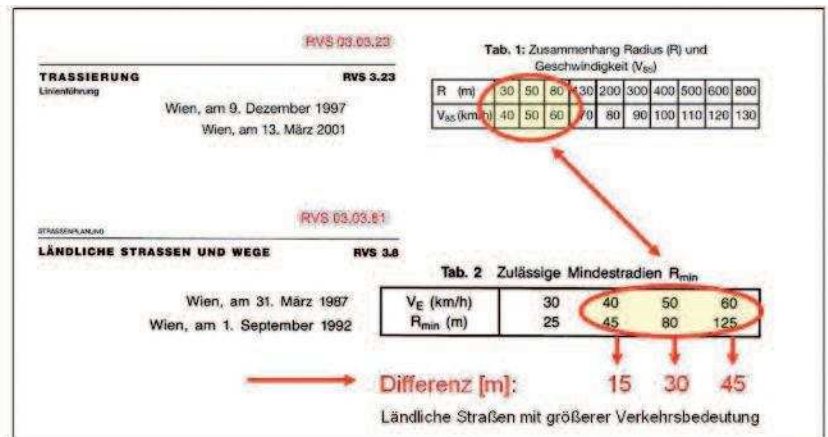 RVS 03.03.23
TRASSIERUNG RVS 3.23
Linienführung
Wien, am 9. Dezember 1997
Wien, am 13. März 2001
Tab. 1: Zusammenhang Radius (R) und
Geschwindigkeit (V85)
R (m) 30 50 80 130 200 300 400 500 600 800
V85 (km/h) 40 50 60 70 80 90 100 110 120 130
RVS 03.03.81
STRASSENPLANUNG
LÄNDLICHE STRASSEN UND WEGE RVS 3.8
Wien, am 31. März 1987
Wien, am 1. September 1992
Tab. 2 Zulässige Mindestradien Rmin
VE (km/h) 30 40 50 60
Rmin (m) 25 45 80 125
Differenz [m]: 15 30 45
Ländliche Straßen mit größerer Verkehrsbedeutung